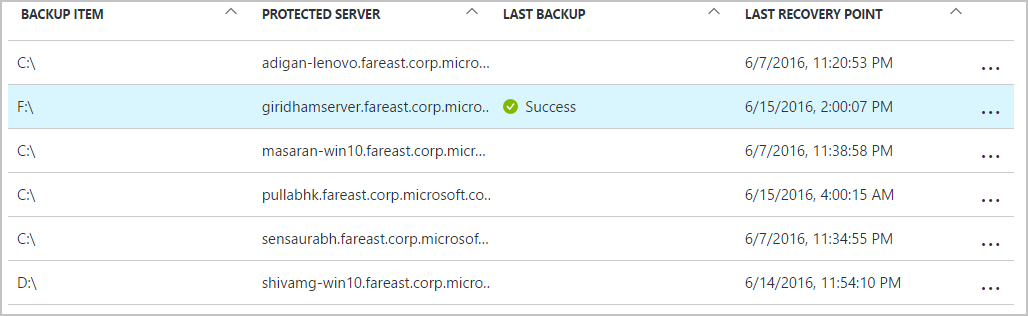 BACKUP ITEM PROTECTED SERVER LAST BACKUP LAST RECOVERY POINT
C:\ adigan-lenovo.fareast.corp.micro... 6/7/2016, 11:20:53 PM ...
F:\ giridhamserver.fareast.corp.micro.. Success 6/15/2016, 2:00:07 PM ...
C:\ masaran-win10.fareast.corp.micr... 6/7/2016, 11:38:58 PM ...
C:\ pullabhk.fareast.corp.microsoft.co.. 6/15/2016, 4:00:15 AM ...
C:\ sensaurabh.fareast.corp.microsof... 6/7/2016, 11:34:55 PM ...
D:\ shivamg-win10.fareast.corp.micro.. 6/14/2016, 11:54:10 PM ...